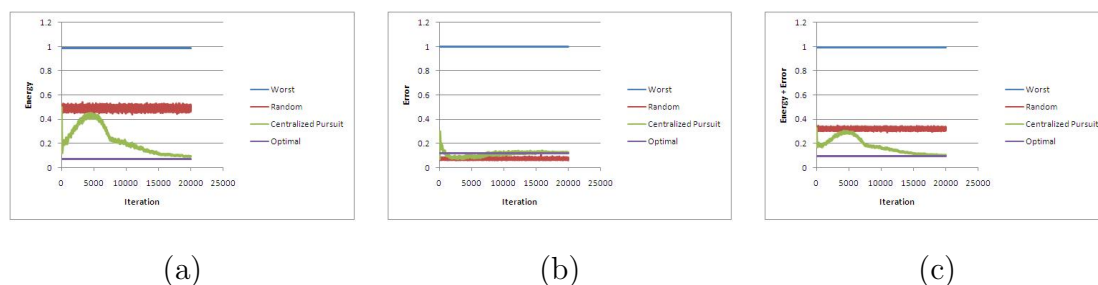 1.2
1
0.8
0.6
0.4
0.2
0
Energy
0 5000 10000 15000 20000 25000
Iteration
Worst
Random
Centralized Pursuit
Optimal
(a)
1.2
1
0.8
0.6
0.4
0.2
0
Error
0 5000 10000 15000 20000 25000
Iteration
Worst
Random
Centralized Pursuit
Optimal
(b)
1.2
1
0.8
0.6
0.4
0.2
0
Energy + Error
0 5000 10000 15000 20000 25000
Iteration
Worst
Random
Centralized Pursuit
Optimal
(c)